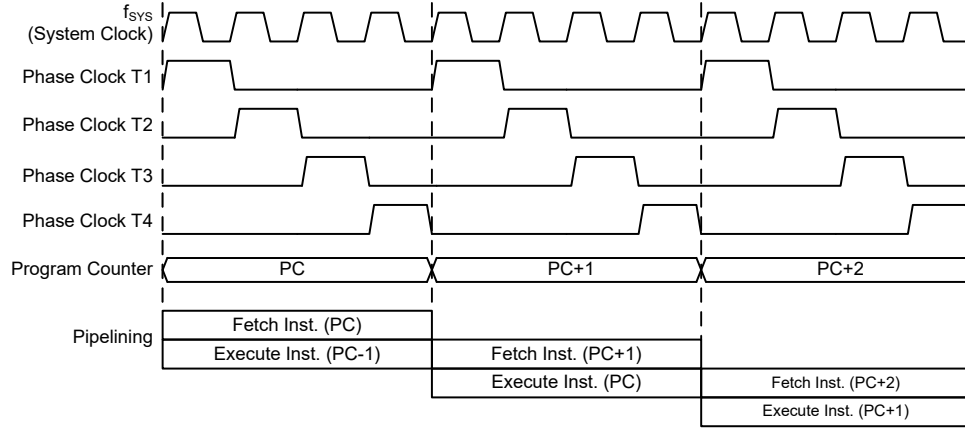 fSYS
(System Clock)
Phase Clock T1
Phase Clock T2
Phase Clock T3
Phase Clock T4
Program Counter PC PC+1 PC+2
Pipelining
Fetch Inst. (PC)
Execute Inst. (PC-1) Fetch Inst. (PC+1)
Execute Inst. (PC) Fetch Inst. (PC+2)
Execute Inst. (PC+1)